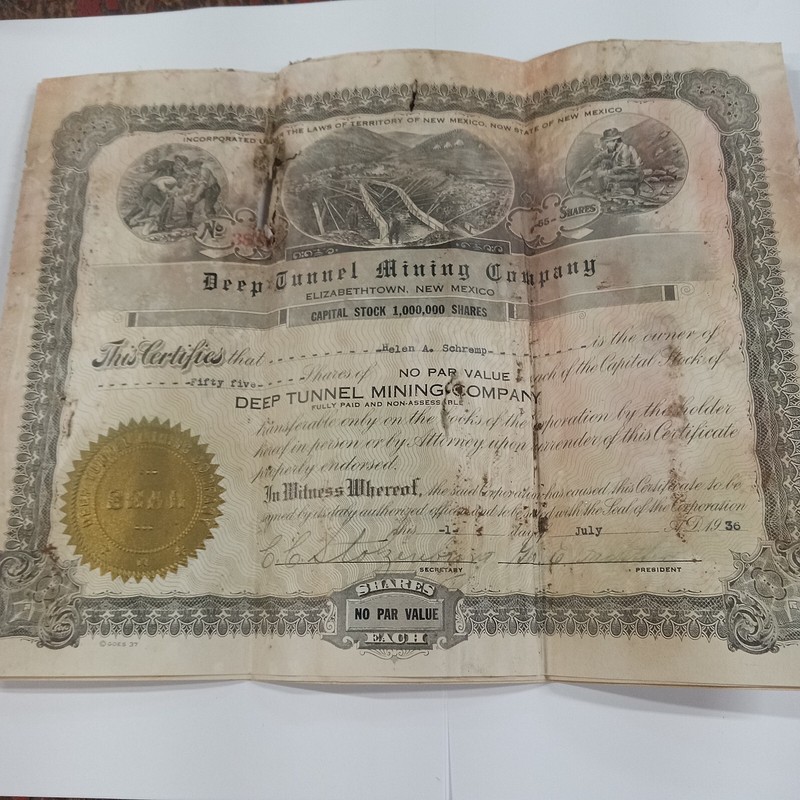 INCORPORATED THE LAWS OF TERRITORY OF NEW MEXICO, NOW STATE OF NEW MEXICO
No
-55- SHARES
Deep Tunnel Mining Company
ELIZABETHTOWN, NEW MEXICO
CAPITAL STOCK 1,000,000 SHARES
This Certifies that Helen A. Schremp is the owner of
Fifty five Shares of NO PAR VALUE each of the Capital Stock of
DEEP TUNNEL MINING COMPANY
FULLY PAID AND NON-ASSESSABLE
transferable only on the books of the Corporation by the holder
hereof in person or by Attorney upon surrender of this Certificate
properly endorsed.
In Witness Whereof, the said Corporation has caused this Certificate to be
signed by its duly authorized officers and to be sealed with the Seal of the Corporation
this -1- day July A.D. 1936
SEAL
SECRETARY PRESIDENT
SHARES
NO PAR VALUE
EACH
© GOES 37